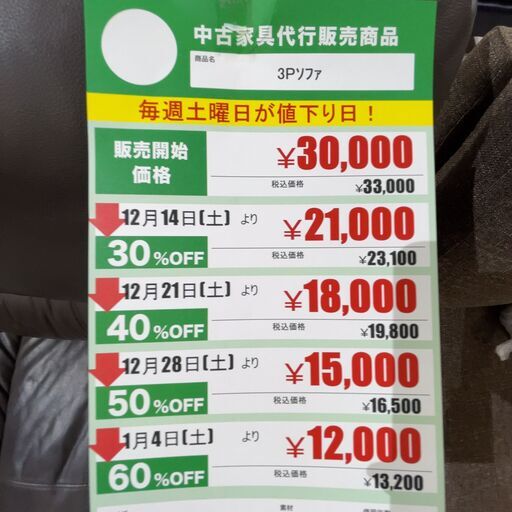 中古家具代行販売商品
商品名
3Pソファ
毎週土曜日が値下り日！
販売開始
価格
¥30,000
税込価格 ¥33,000
12月14日(土) より
¥21,000
30%OFF
税込価格 ¥23,100
12月21日(土) より
¥18,000
40%OFF
税込価格 ¥19,800
12月28日(土) より
¥15,000
50%OFF
税込価格 ¥16,500
1月4日(土) より
¥12,000
60%OFF
税込価格 ¥13,200
素材